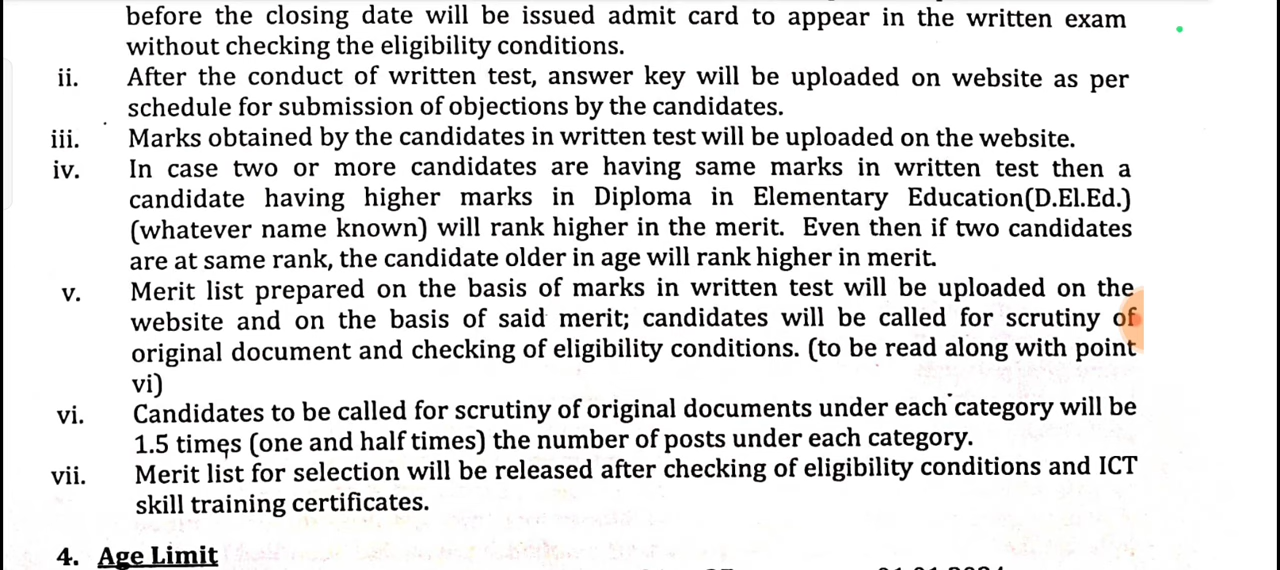 before the closing date will be issued admit card to appear in the written exam
without checking the eligibility conditions.
ii. After the conduct of written test, answer key will be uploaded on website as per
schedule for submission of objections by the candidates.
iii. Marks obtained by the candidates in written test will be uploaded on the website.
iv. In case two or more candidates are having same marks in written test then a
candidate having higher marks in Diploma in Elementary Education(D.El.Ed.)
(whatever name known) will rank higher in the merit. Even then if two candidates
are at same rank, the candidate older in age will rank higher in merit.
v. Merit list prepared on the basis of marks in written test will be uploaded on the
website and on the basis of said merit; candidates will be called for scrutiny of
original document and checking of eligibility conditions. (to be read along with point
vi)
vi. Candidates to be called for scrutiny of original documents under each category will be
1.5 times (one and half times) the number of posts under each category.
vii. Merit list for selection will be released after checking of eligibility conditions and ICT
skill training certificates.
4. Age Limit